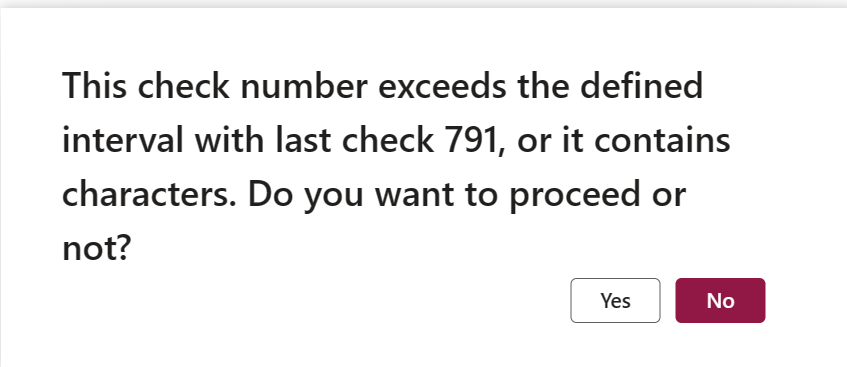 This check number exceeds the defined
interval with last check 791, or it contains
characters. Do you want to proceed or
not?
Yes No